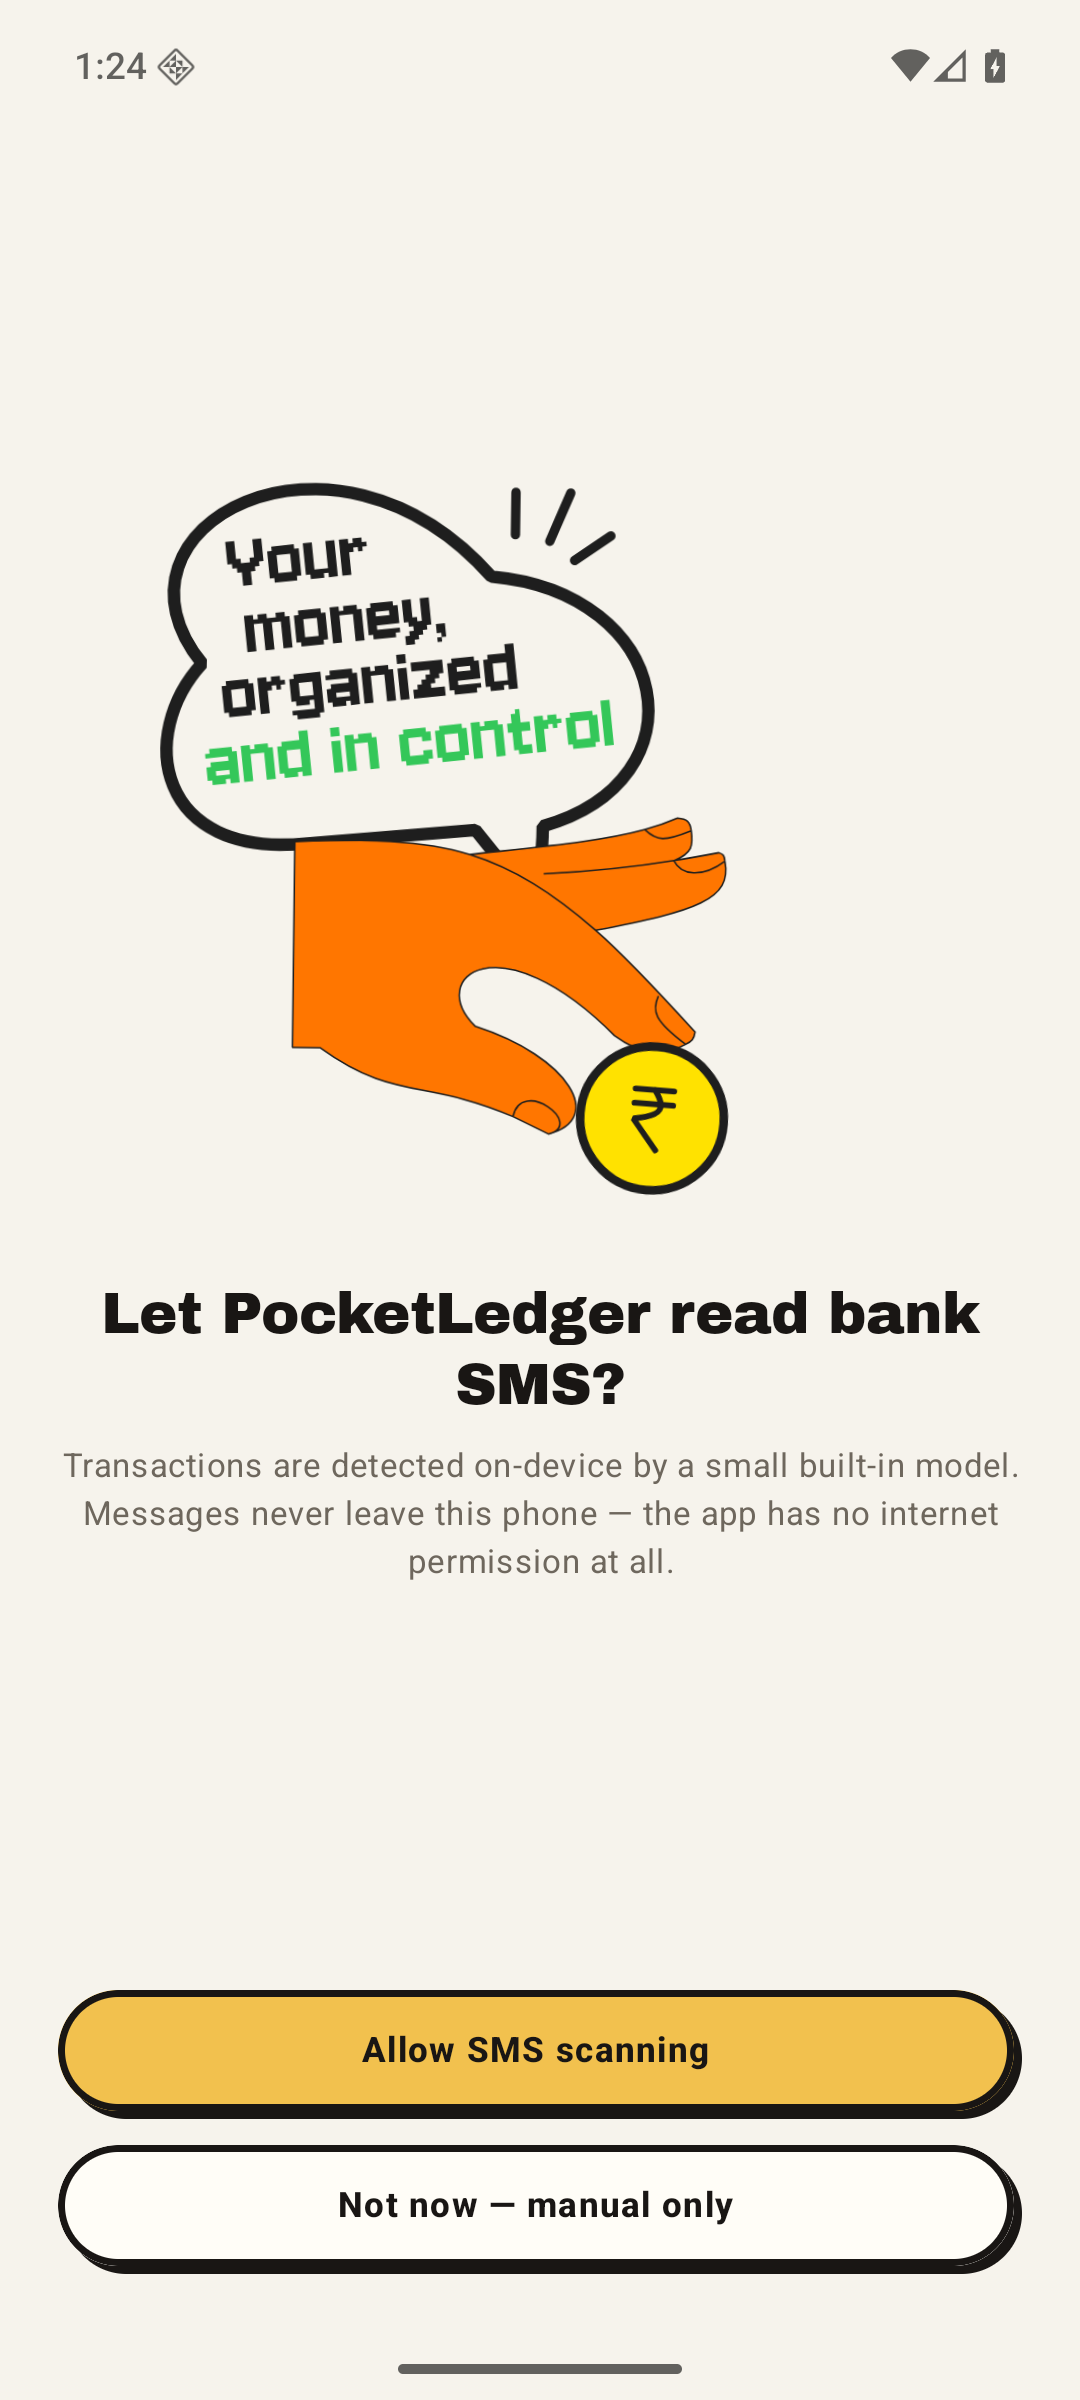 1:24
Your
money,
organized
and in control
₹
Let PocketLedger read bank
SMS?
Transactions are detected on-device by a small built-in model.
Messages never leave this phone — the app has no internet
permission at all.
Allow SMS scanning
Not now — manual only